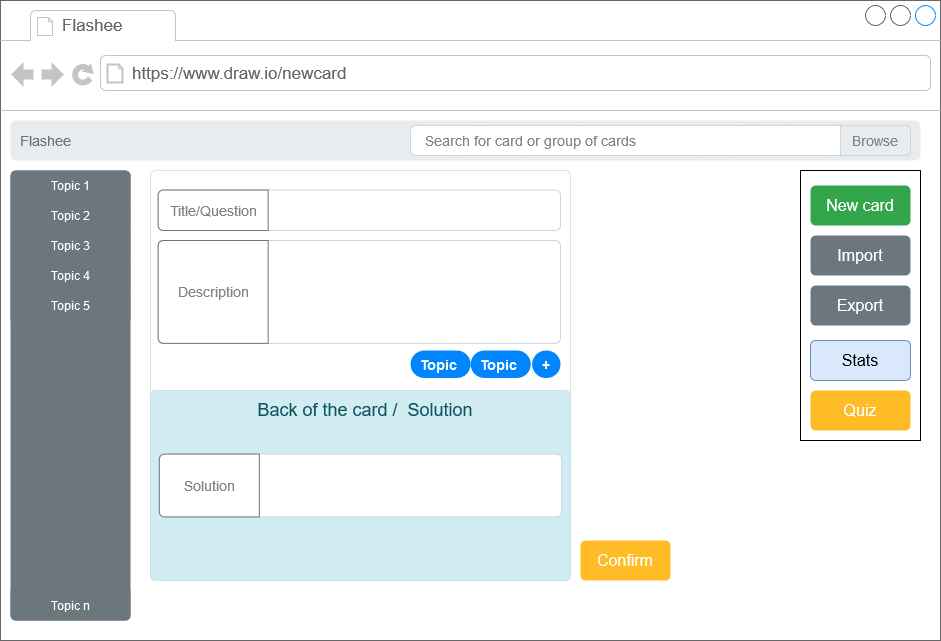 Flashee
https://www.draw.io/newcard
Flashee
Search for card or group of cards
Browse
Topic 1
Topic 2
Topic 3
Topic 4
Topic 5
Topic n
Title/Question
Description
Topic
Topic
+
Back of the card /  Solution
Solution
Confirm
New card
Import
Export
Stats
Quiz